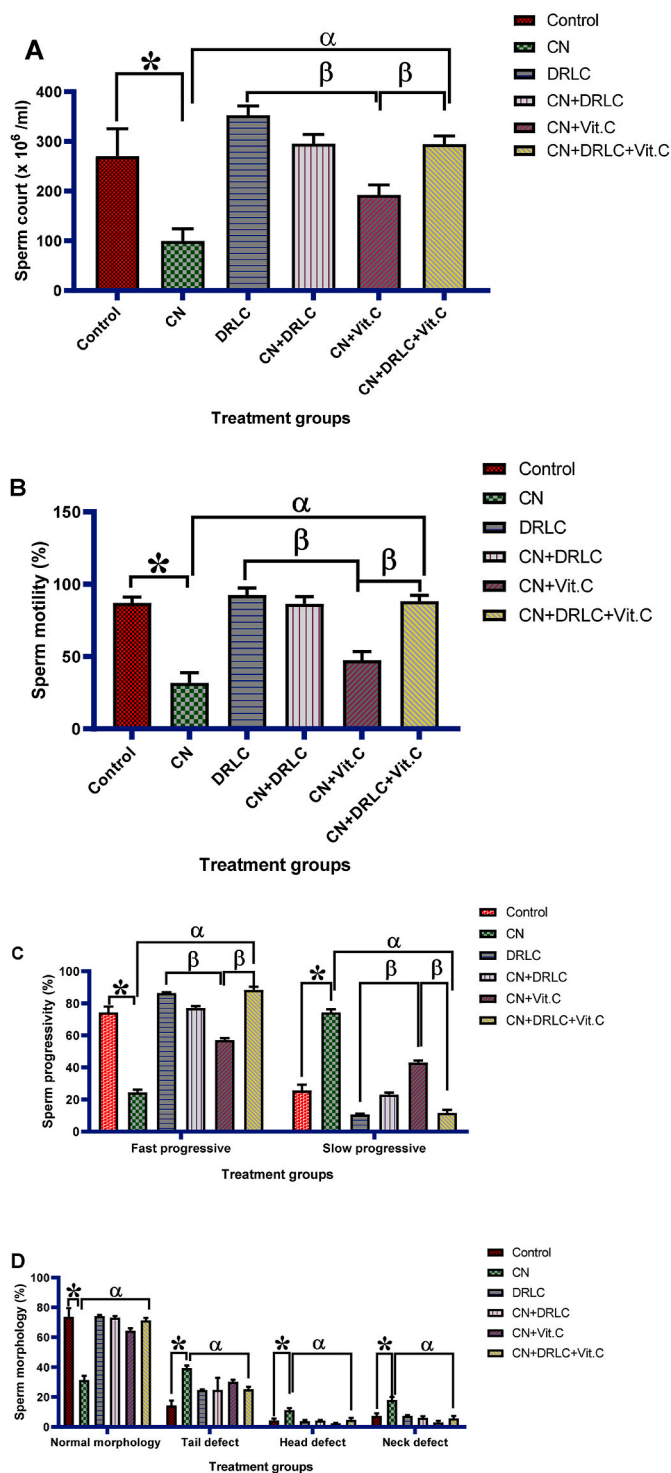 A
Sperm court (x 10⁶ /ml)
400
300
200
100
0
*
α
β
β
Control
CN
DRLC
CN+DRLC
CN+Vit.C
CN+DRLC+Vit.C
Treatment groups
Control
CN
DRLC
CN+DRLC
CN+Vit.C
CN+DRLC+Vit.C
B
Sperm motility (%)
150
100
50
0
*
α
β
β
Control
CN
DRLC
CN+DRLC
CN+Vit.C
CN+DRLC+Vit.C
Treatment groups
Control
CN
DRLC
CN+DRLC
CN+Vit.C
CN+DRLC+Vit.C
C
Sperm progressivity (%)
100
80
60
40
20
0
*
α
β
β
*
α
β
β
Fast progressive
Slow progressive
Treatment groups
Control
CN
DRLC
CN+DRLC
CN+Vit.C
CN+DRLC+Vit.C
D
Sperm morphology (%)
100
80
60
40
20
0
*
α
*
α
*
α
*
α
Normal morphology
Tail defect
Head defect
Neck defect
Treatment groups
Control
CN
DRLC
CN+DRLC
CN+Vit.C
CN+DRLC+Vit.C